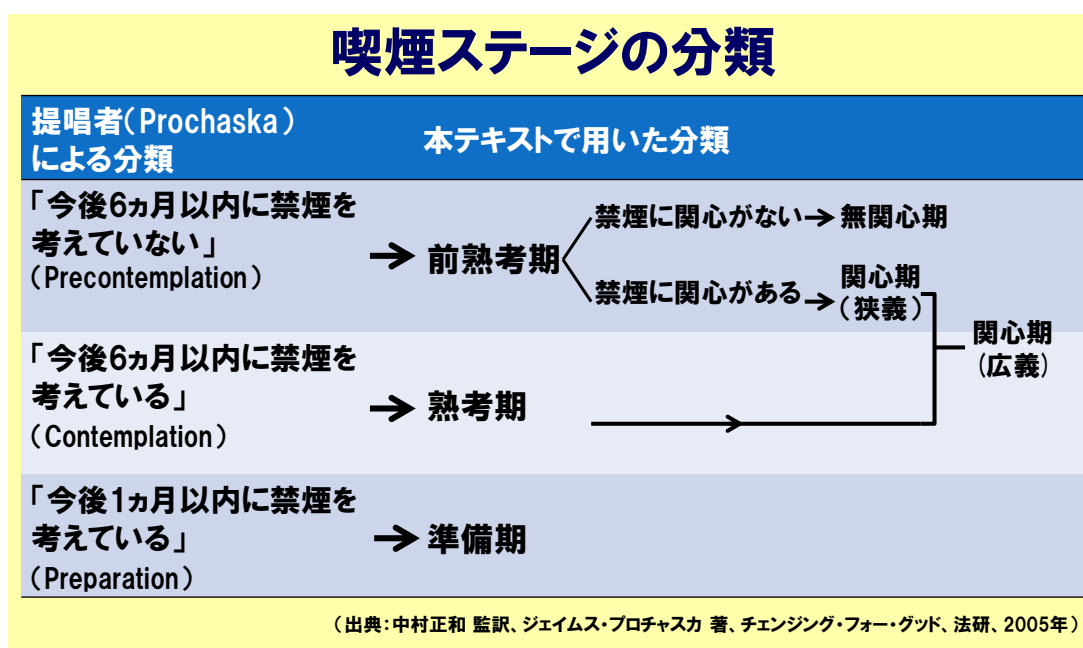 喫煙ステージの分類
提唱者(Prochaska)
による分類
本テキストで用いた分類
「今後6ヵ月以内に禁煙を
考えていない」
(Precontemplation)
→ 前熟考期
禁煙に関心がない→ 無関心期
禁煙に関心がある→ 関心期
(狭義)
関心期
(広義)
「今後6ヵ月以内に禁煙を
考えている」
(Contemplation)
→ 熟考期
「今後1ヵ月以内に禁煙を
考えている」
(Preparation)
→ 準備期
(出典:中村正和 監訳、ジェイムス・プロチャスカ 著、チェンジング・フォー・グッド、法研、2005年)